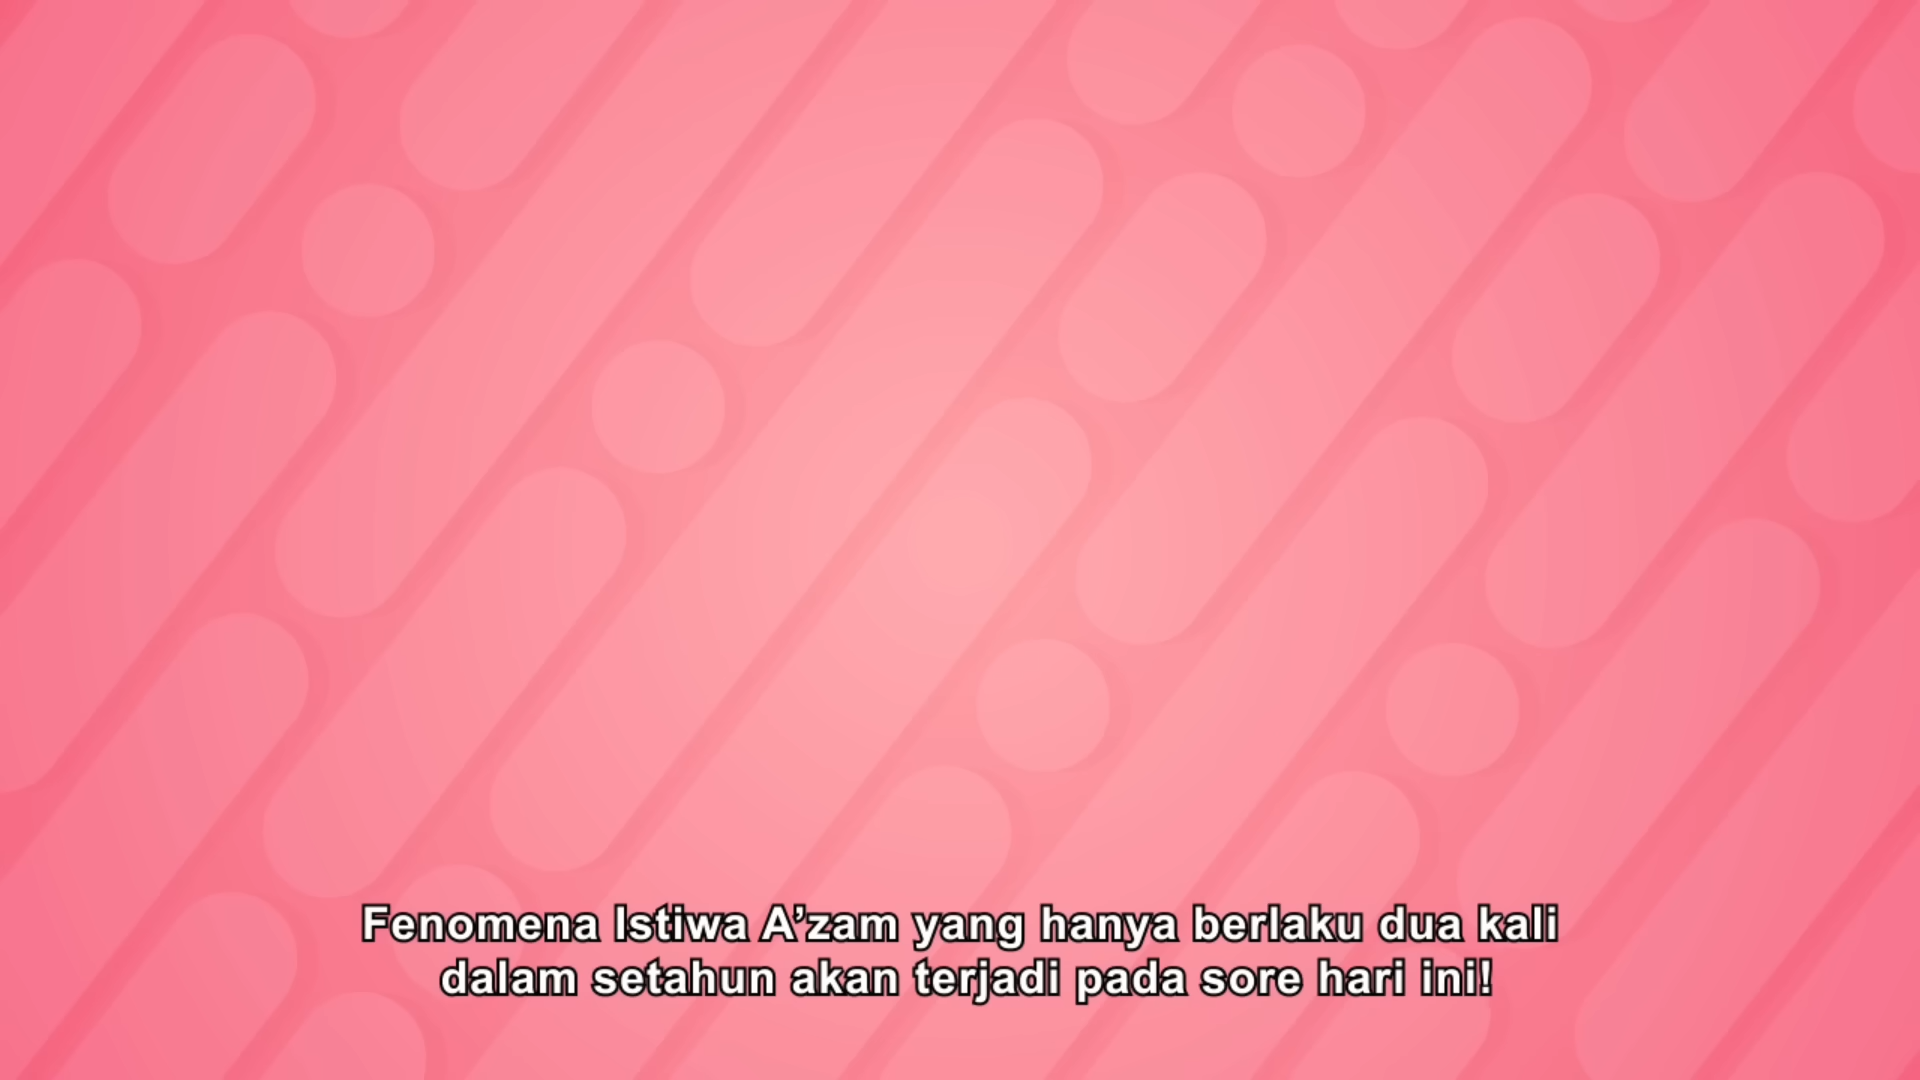 Fenomena Istiwa A’zam yang hanya berlaku dua kali
dalam setahun akan terjadi pada sore hari ini!